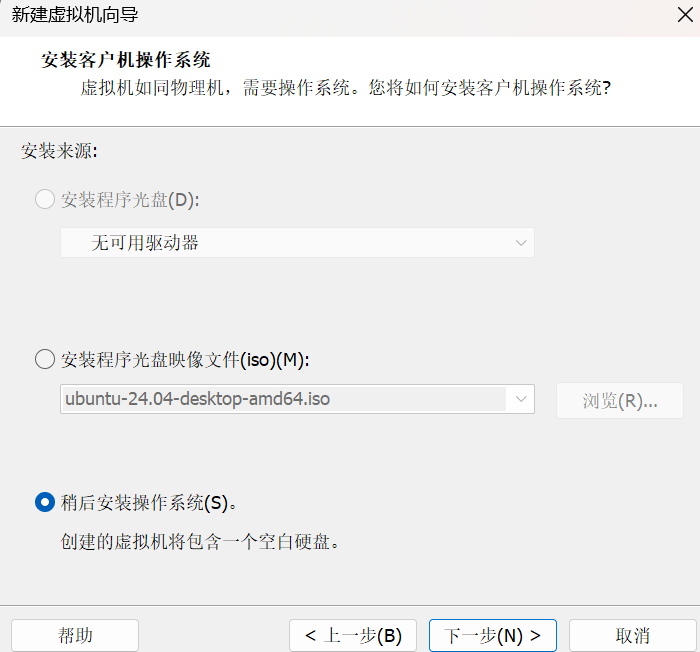 新建虚拟机向导
安装客户机操作系统
虚拟机如同物理机，需要操作系统。您将如何安装客户机操作系统?
安装来源:
安装程序光盘(D):
无可用驱动器
安装程序光盘映像文件(iso)(M):
ubuntu-24.04-desktop-amd64.iso
浏览(R)...
稍后安装操作系统(S)。
创建的虚拟机将包含一个空白硬盘。
帮助
< 上一步(B)
下一步(N) >
取消